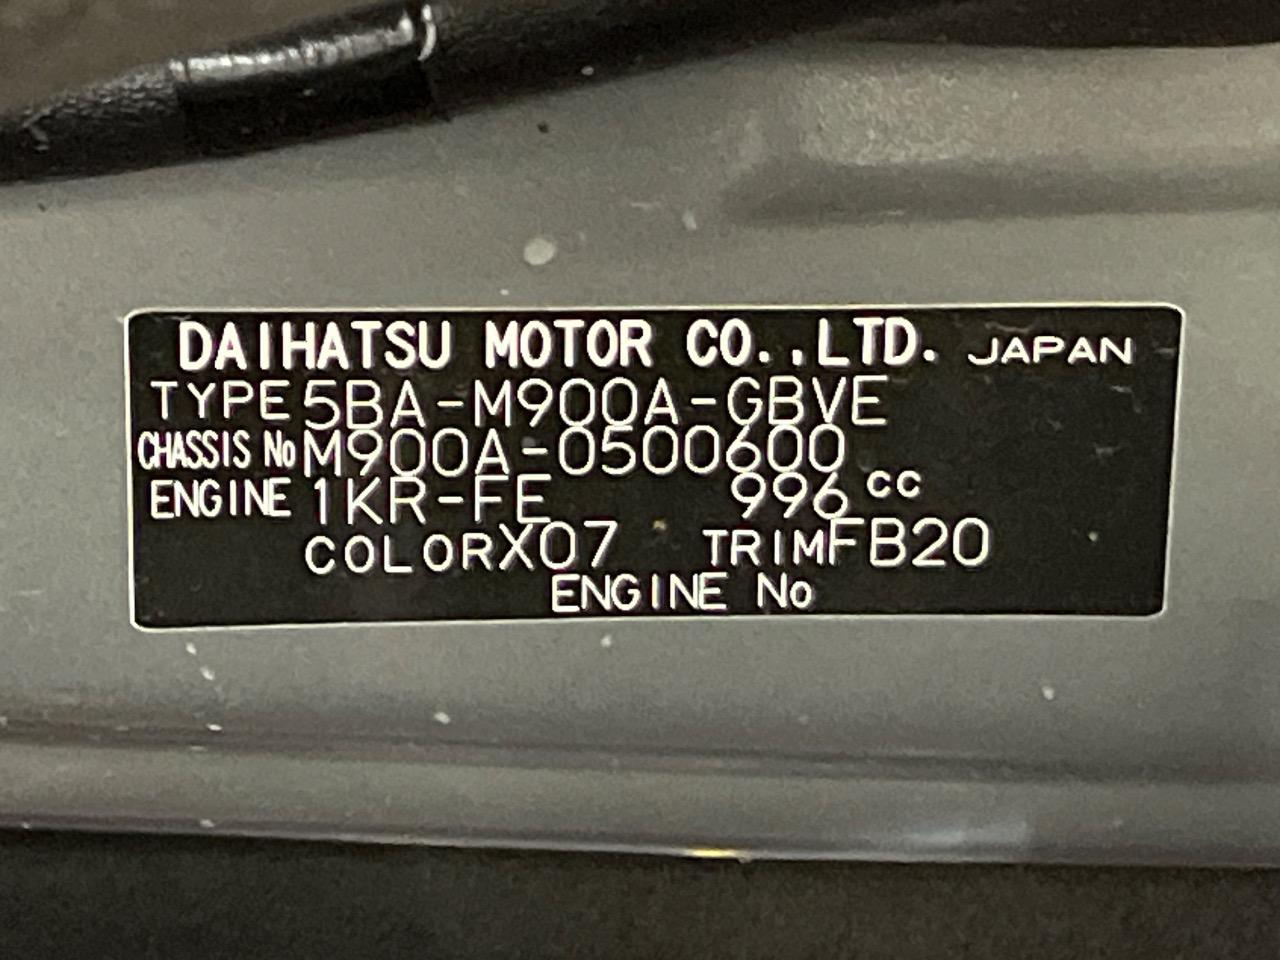 DAIHATSU MOTOR CO.,LTD. JAPAN
TYPE 5BA-M900A-GBVE
CHASSIS No M900A-0500600
ENGINE 1KR-FE 996 cc
COLOR X07 TRIM FB20
ENGINE No